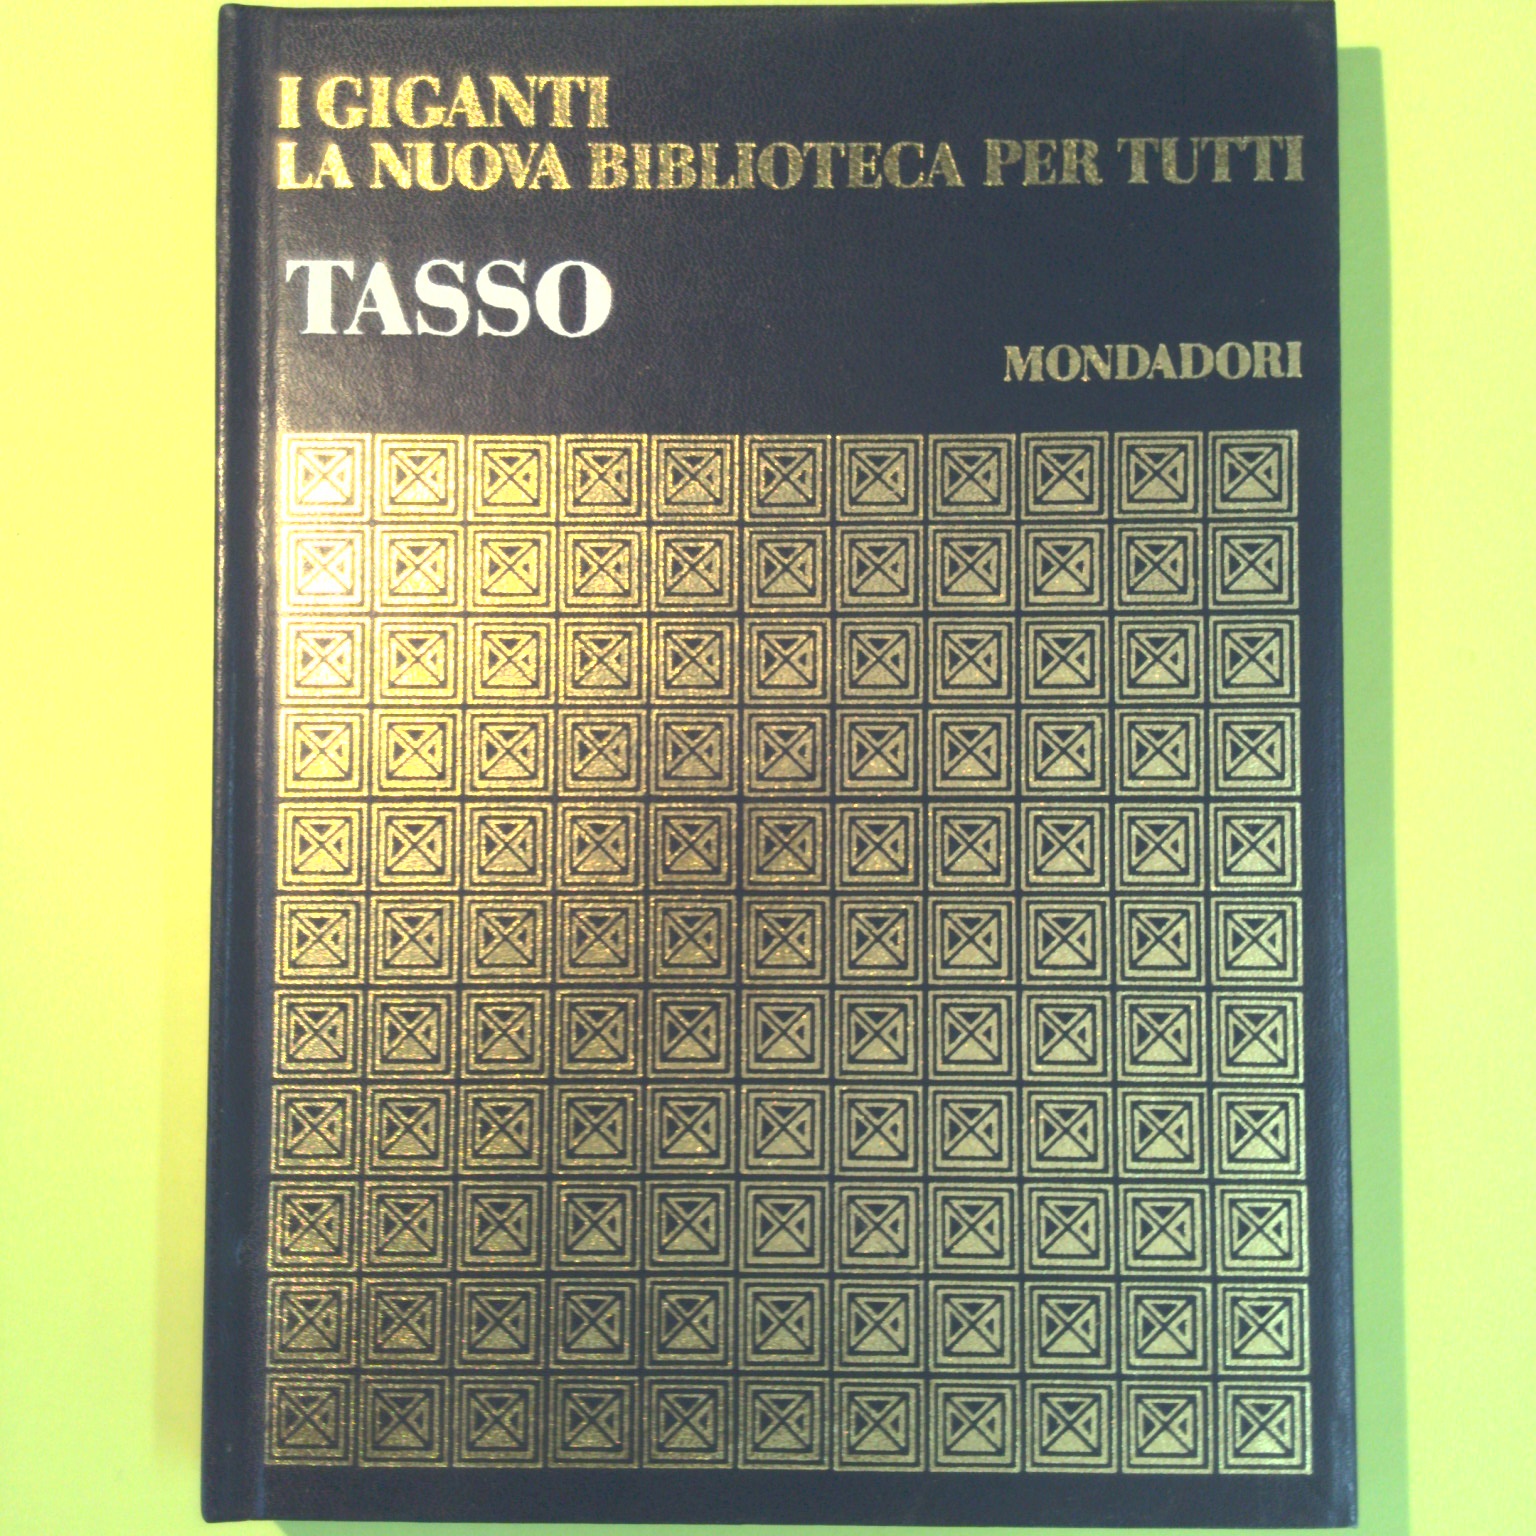 I GIGANTI
LA NUOVA BIBLIOTECA PER TUTTI
TASSO
MONDADORI